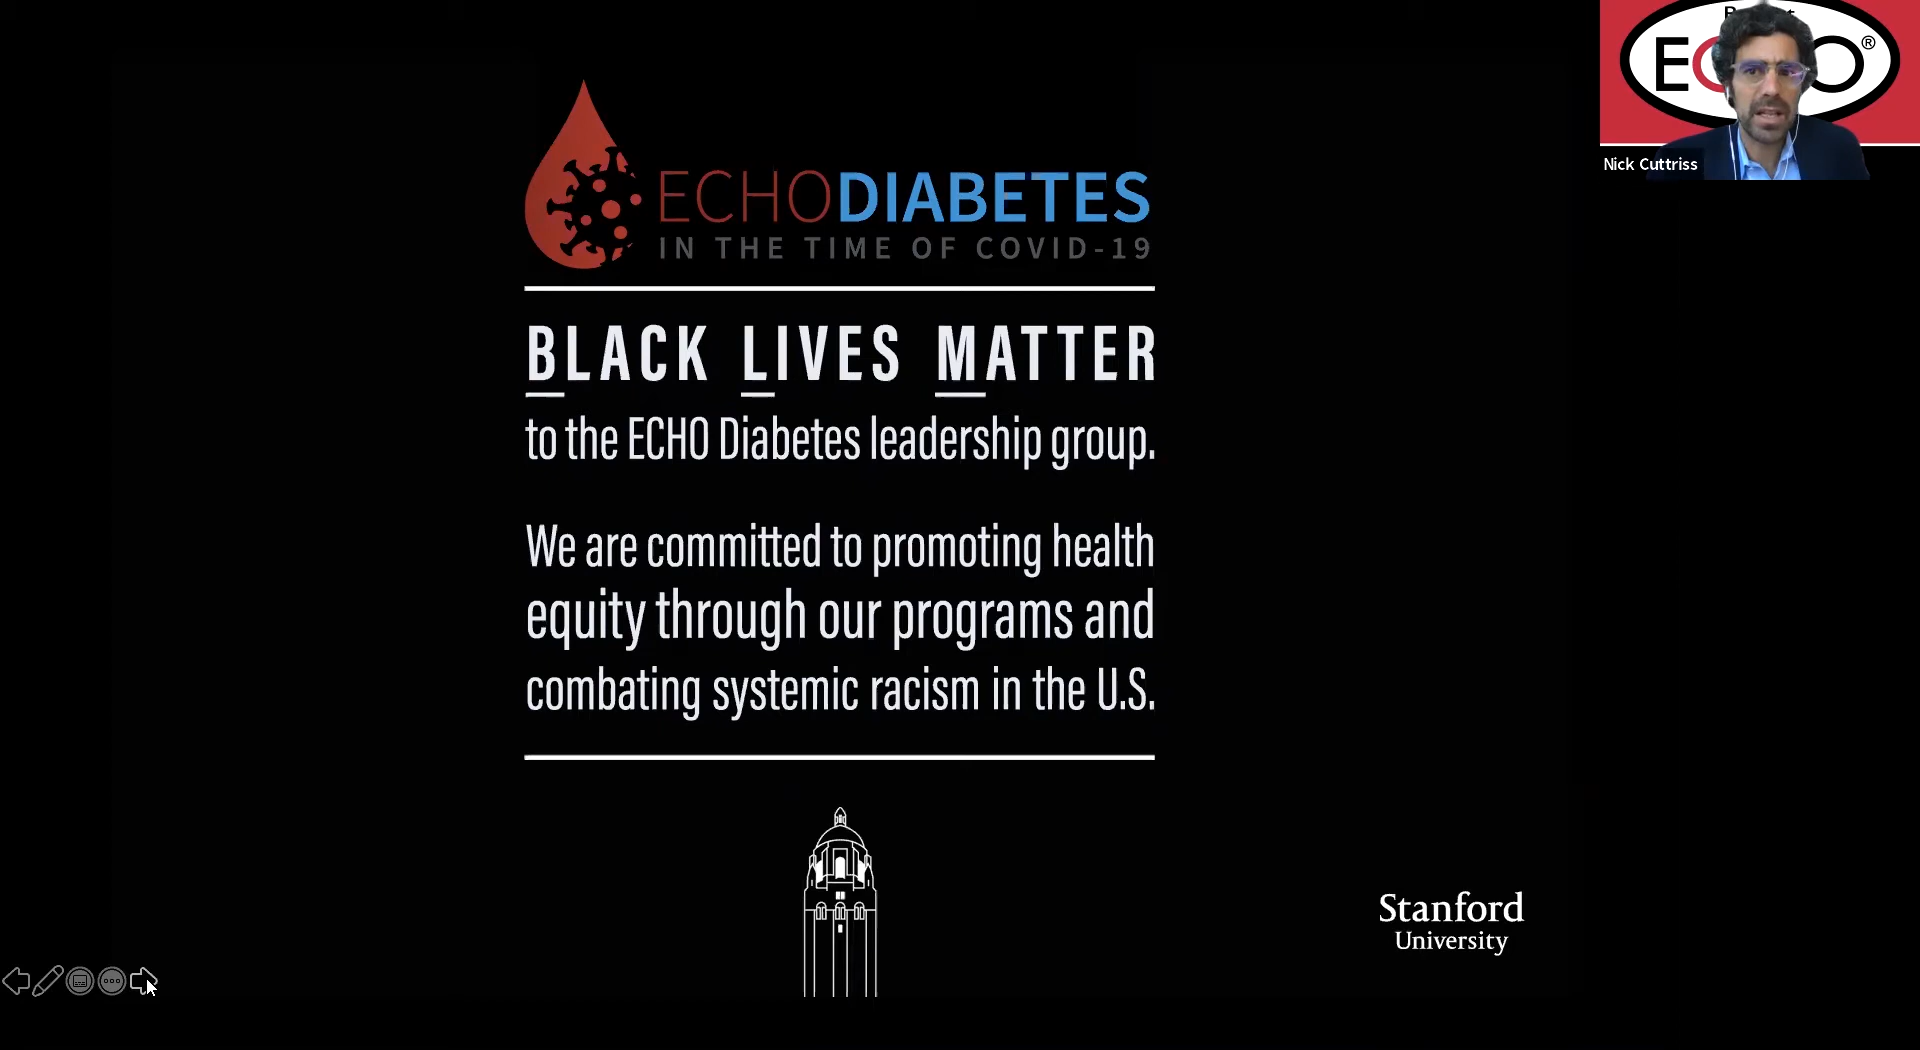 ECHODIABETES
IN THE TIME OF COVID-19
BLACK LIVES MATTER
to the ECHO Diabetes leadership group.
We are committed to promoting health
equity through our programs and
combating systemic racism in the U.S.
Stanford
University
E O®
Nick Cuttriss